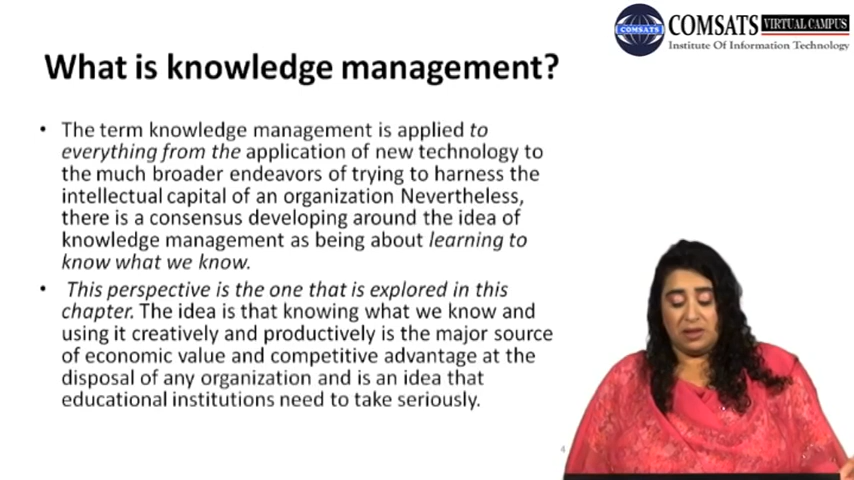 COMSATS VIRTUAL CAMPUS
COMSATS
Institute Of Information Technology
What is knowledge management?
• The term knowledge management is applied to
everything from the application of new technology to
the much broader endeavors of trying to harness the
intellectual capital of an organization Nevertheless,
there is a consensus developing around the idea of
knowledge management as being about learning to
know what we know.
• This perspective is the one that is explored in this
chapter. The idea is that knowing what we know and
using it creatively and productively is the major source
of economic value and competitive advantage at the
disposal of any organization and is an idea that
educational institutions need to take seriously.
4